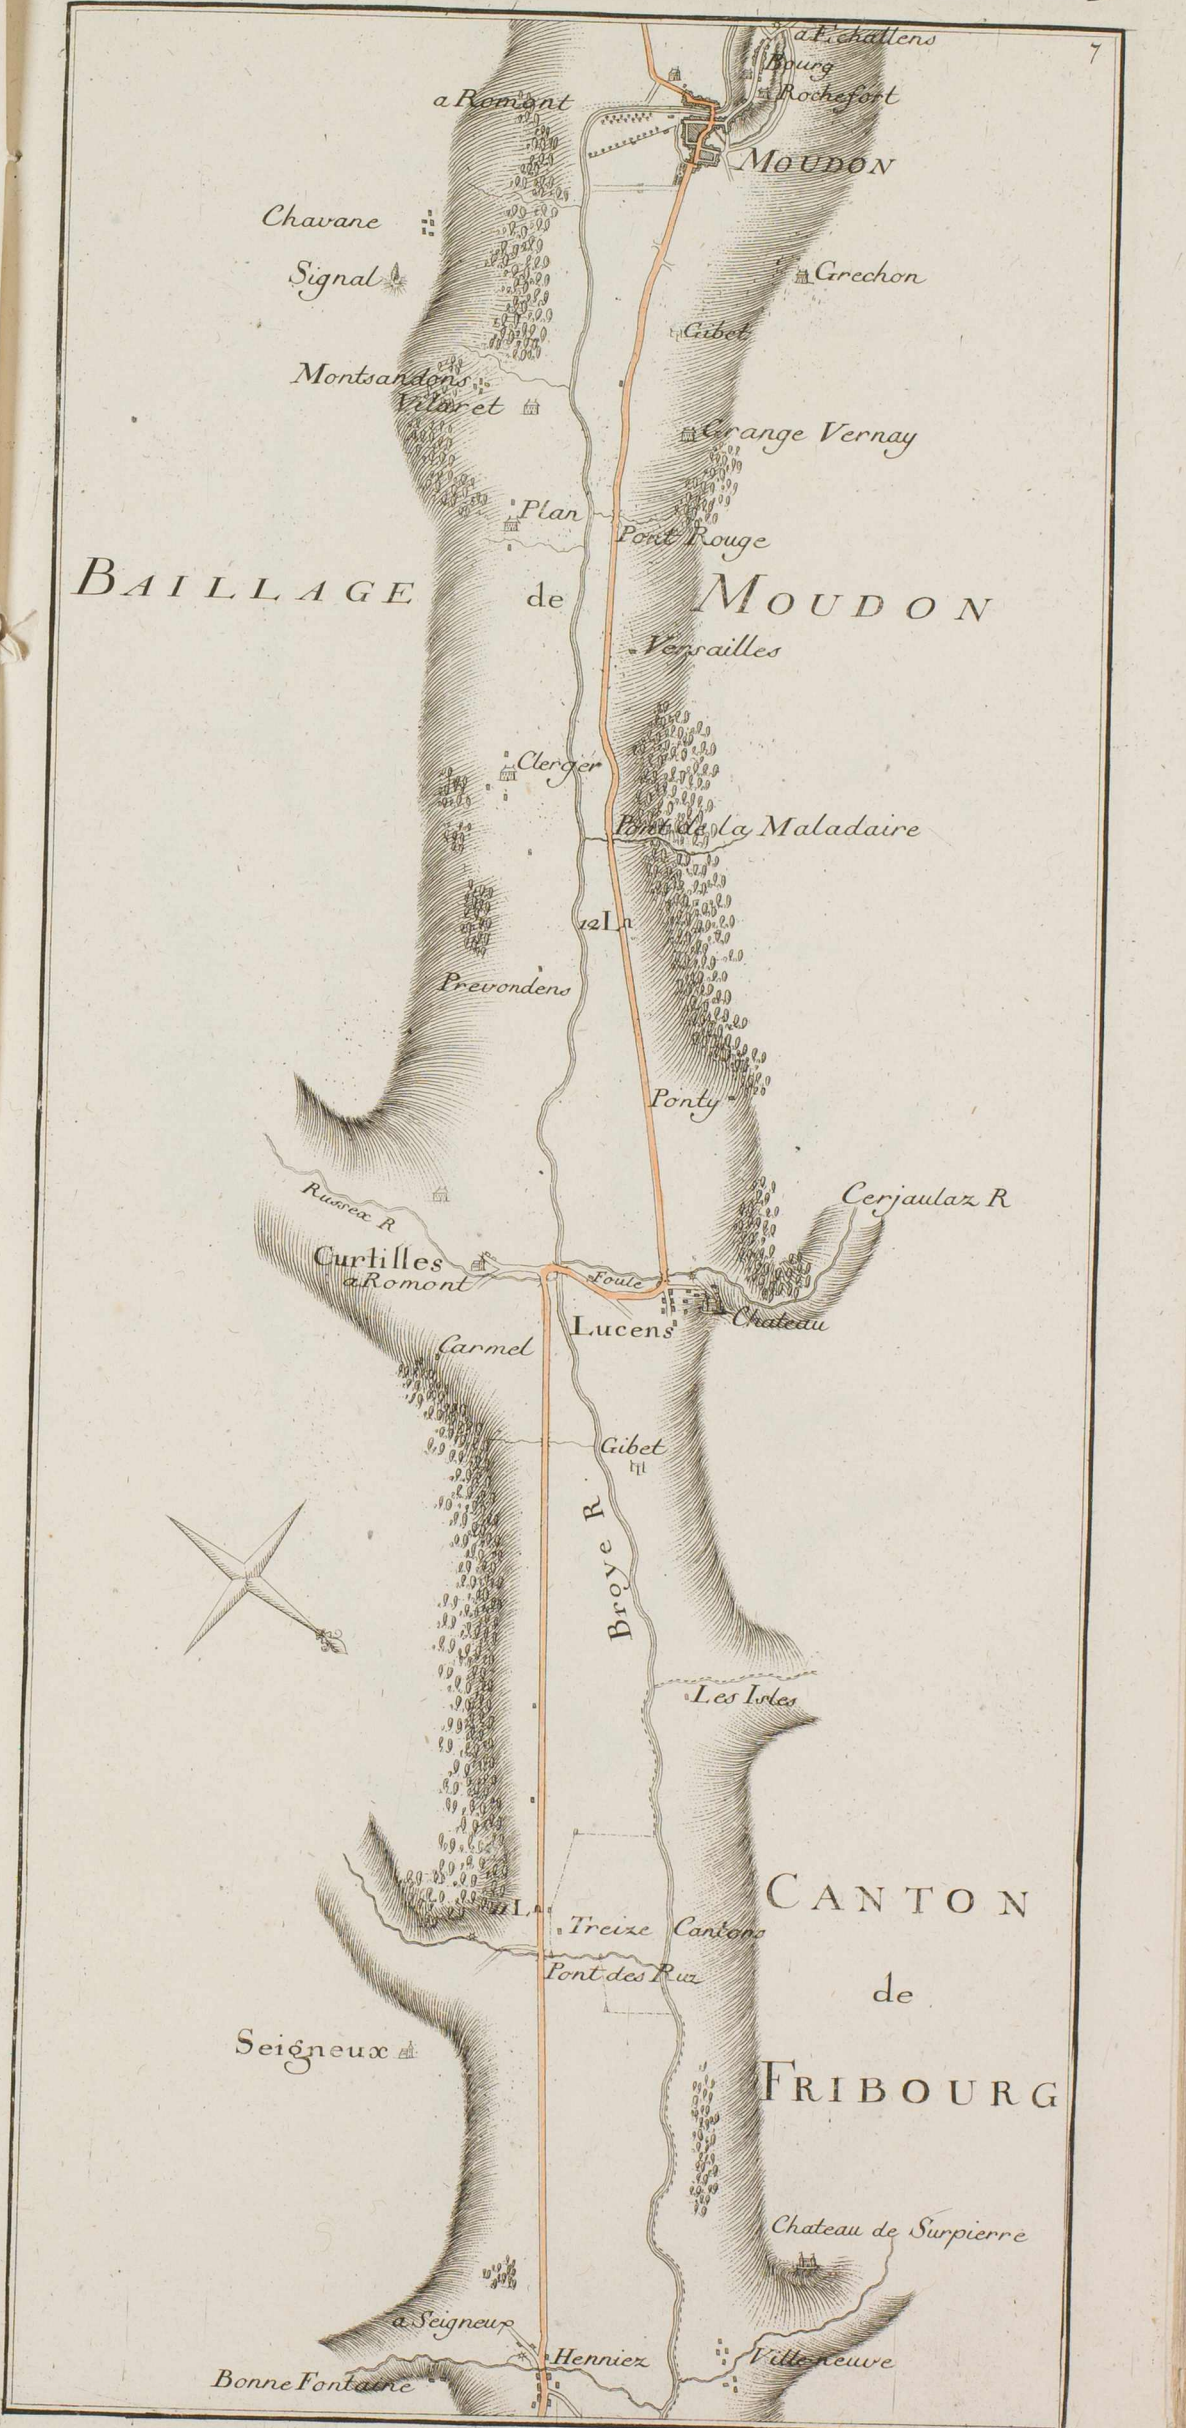 7
a Echallens
Bourg
Rochefort
a Romont
MOUDON
Chavane
Signal
Grechon
Gibet
Montsandons
Vilaret
Grange Vernay
Plan
Pont Rouge
BAILLAGE de MOUDON
Versailles
Clerger
Pont de la Maladaire
12 Ln
Prevondens
Ponty
Cerjaulaz R
Russex R
Curtilles
a Romont
Foule
Lucens
Chateau
Carmel
Gibet
Broye R.
Les Isles
CANTON
de
FRIBOURG
11 Ln
Treize Cantons
Pont des Ruz
Seigneux
Chateau de Surpierre
a Seigneux
Henniez
Villeneuve
Bonne Fontaine